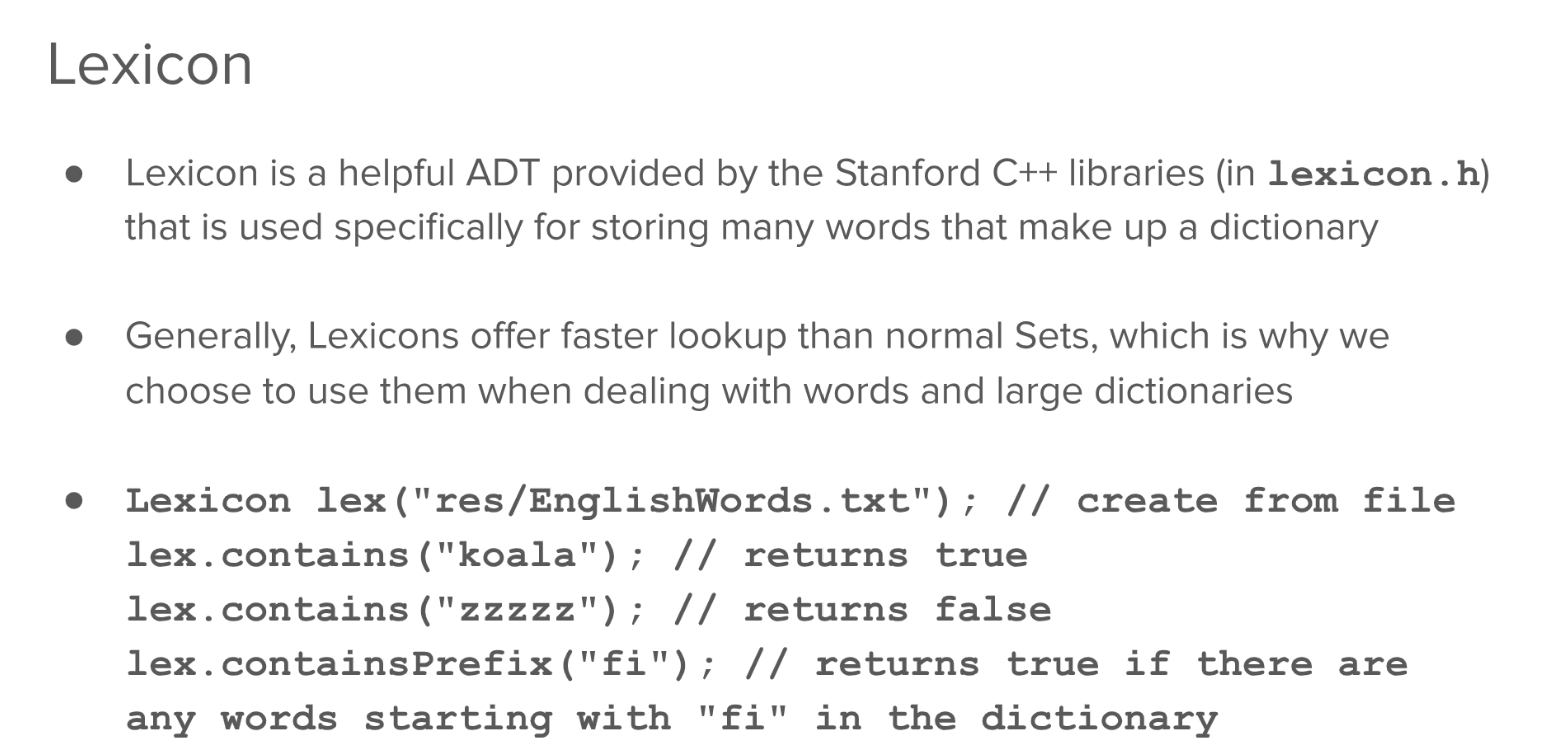 Lexicon
● Lexicon is a helpful ADT provided by the Stanford C++ libraries (in lexicon.h)
that is used specifically for storing many words that make up a dictionary
● Generally, Lexicons offer faster lookup than normal Sets, which is why we
choose to use them when dealing with words and large dictionaries
● Lexicon lex("res/EnglishWords.txt"); // create from file
lex.contains("koala"); // returns true
lex.contains("zzzzz"); // returns false
lex.containsPrefix("fi"); // returns true if there are
any words starting with "fi" in the dictionary